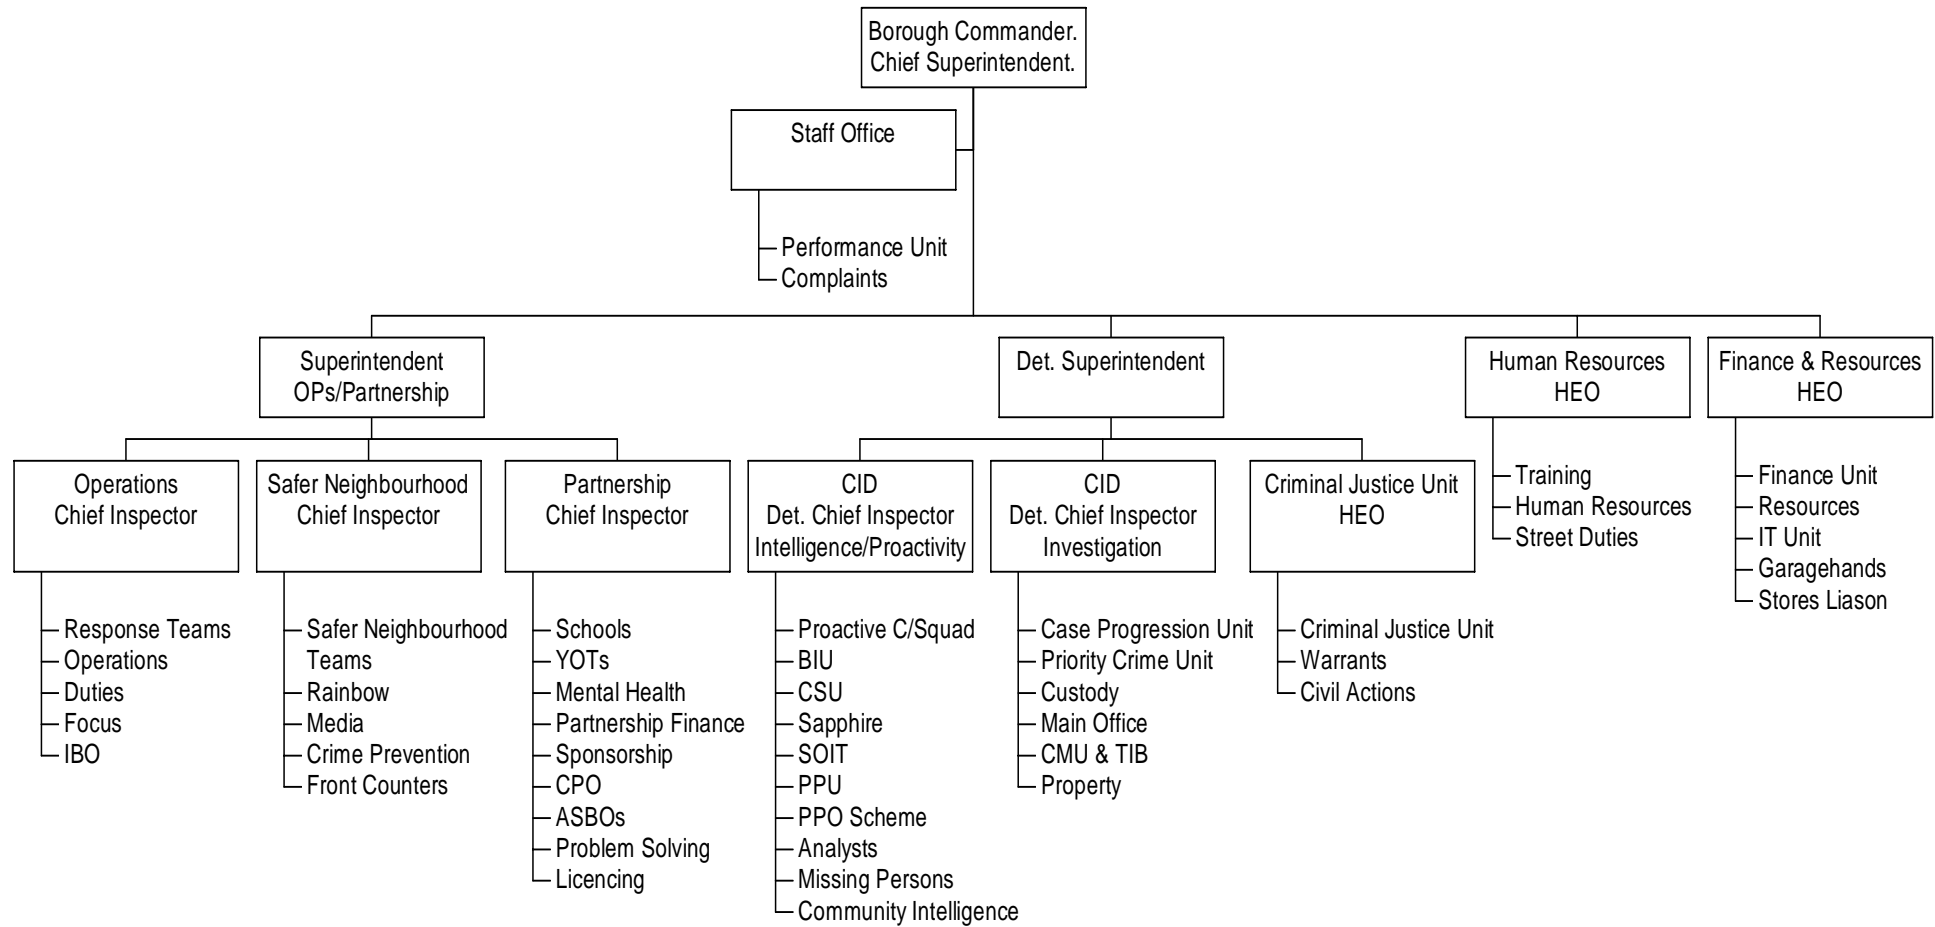 Borough Commander.
Chief Superintendent.
Staff Office
Performance Unit
Complaints
Superintendent
OPs/Partnership
Det. Superintendent
Human Resources
HEO
Finance & Resources
HEO
Operations
Chief Inspector
Safer Neighbourhood
Chief Inspector
Partnership
Chief Inspector
CID
Det. Chief Inspector
Intelligence/Proactivity
CID
Det. Chief Inspector
Investigation
Criminal Justice Unit
HEO
Training
Human Resources
Street Duties
Finance Unit
Resources
IT Unit
Garagehands
Stores Liason
Response Teams
Operations
Duties
Focus
IBO
Safer Neighbourhood
Teams
Rainbow
Media
Crime Prevention
Front Counters
Schools
YOTs
Mental Health
Partnership Finance
Sponsorship
CPO
ASBOs
Problem Solving
Licencing
Proactive C/Squad
BIU
CSU
Sapphire
SOIT
PPU
PPO Scheme
Analysts
Missing Persons
Community Intelligence
Case Progression Unit
Priority Crime Unit
Custody
Main Office
CMU & TIB
Property
Criminal Justice Unit
Warrants
Civil Actions